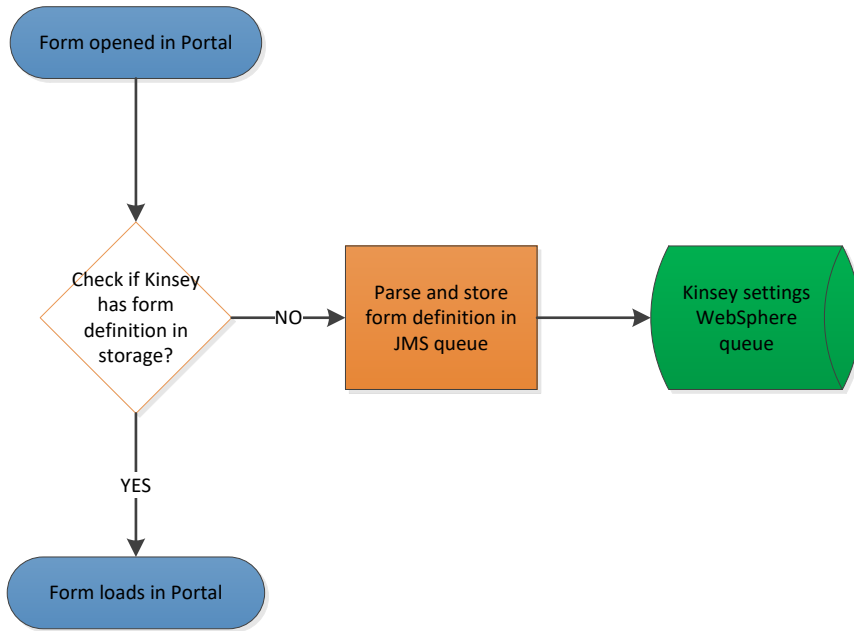 Form opened in Portal
Check if Kinsey
has form
definition in
storage?
NO
Parse and store
form definition in
JMS queue
Kinsey settings
WebSphere
queue
YES
Form loads in Portal